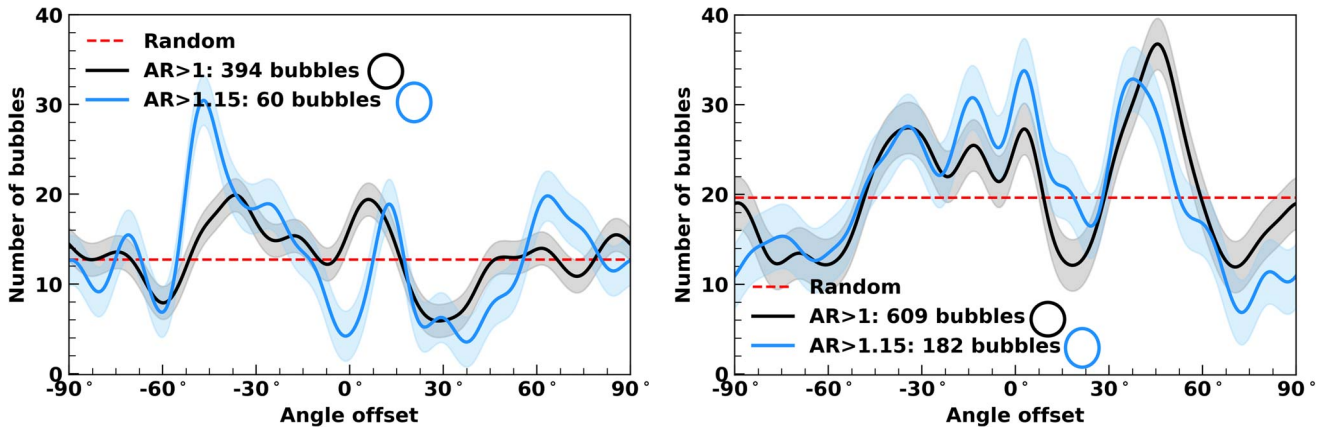 40
30
20
10
0
Number of bubbles
Random
AR>1: 394 bubbles
AR>1.15: 60 bubbles
-90° -60° -30° 0° 30° 60° 90°
Angle offset
40
30
20
10
0
Number of bubbles
Random
AR>1: 609 bubbles
AR>1.15: 182 bubbles
-90° -60° -30° 0° 30° 60° 90°
Angle offset